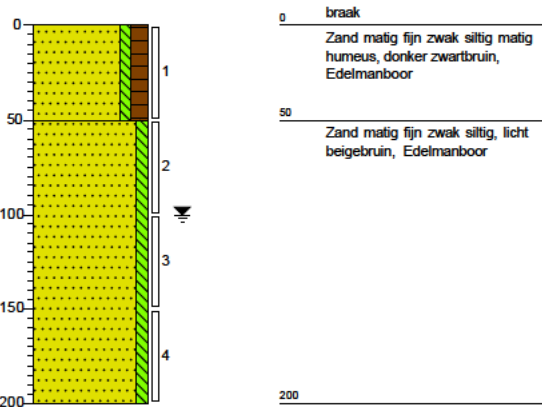 0
50
100
150
200
1
2
3
4
0
braak
Zand matig fijn zwak siltig matig
humeus, donker zwartbruin,
Edelmanboor
50
Zand matig fijn zwak siltig, licht
beigebruin, Edelmanboor
200